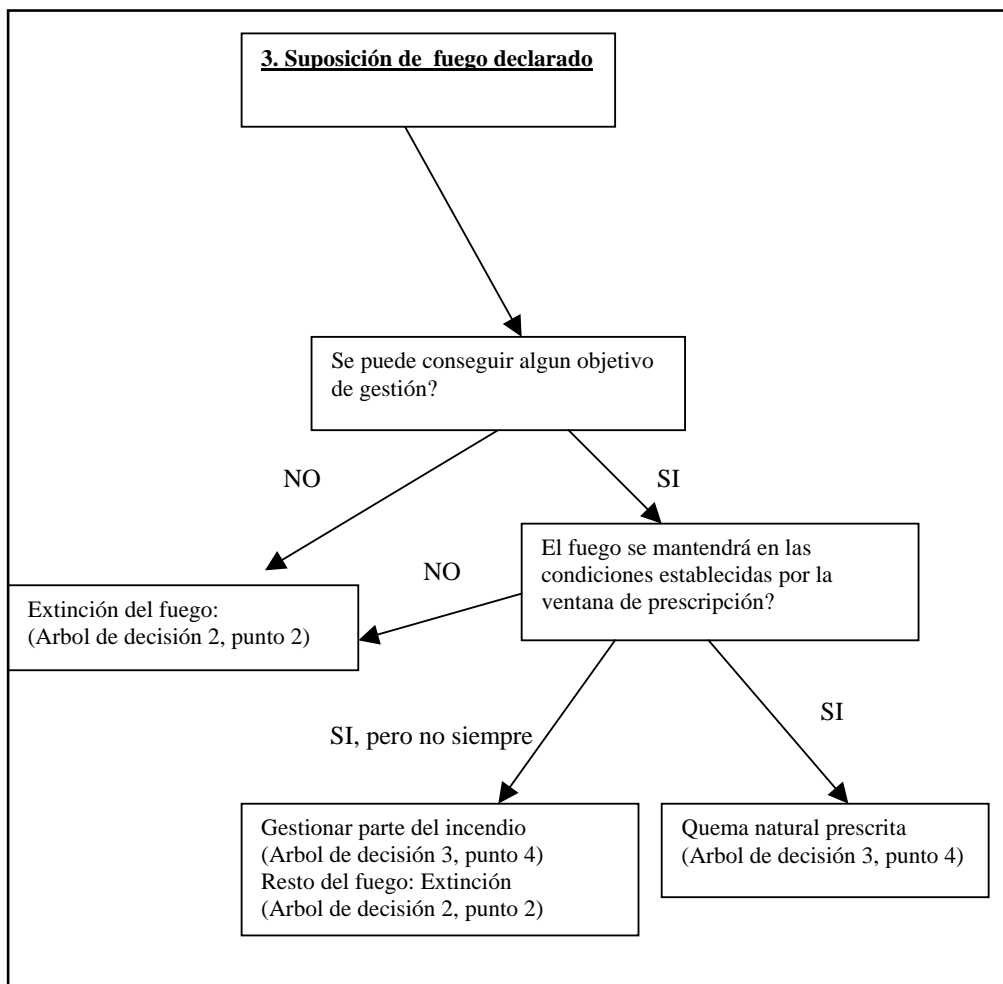 3. Suposición de fuego declarado
Se puede conseguir algun objetivo
de gestión?
NO
SI
El fuego se mantendrá en las
condiciones establecidas por la
ventana de prescripción?
NO
Extinción del fuego:
(Arbol de decisión 2, punto 2)
SI, pero no siempre
SI
Gestionar parte del incendio
(Arbol de decisión 3, punto 4)
Resto del fuego: Extinción
(Arbol de decisión 2, punto 2)
Quema natural prescrita
(Arbol de decisión 3, punto 4)